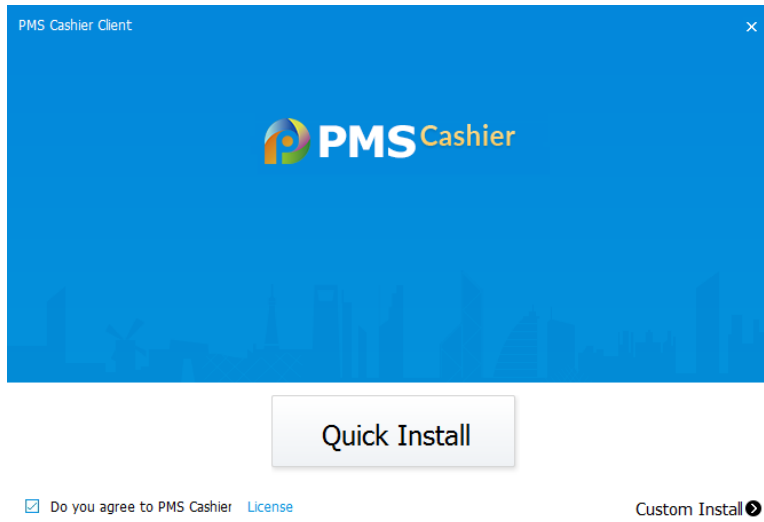 PMS Cashier Client
PMS Cashier
Quick Install
Do you agree to PMS Cashier License
Custom Install